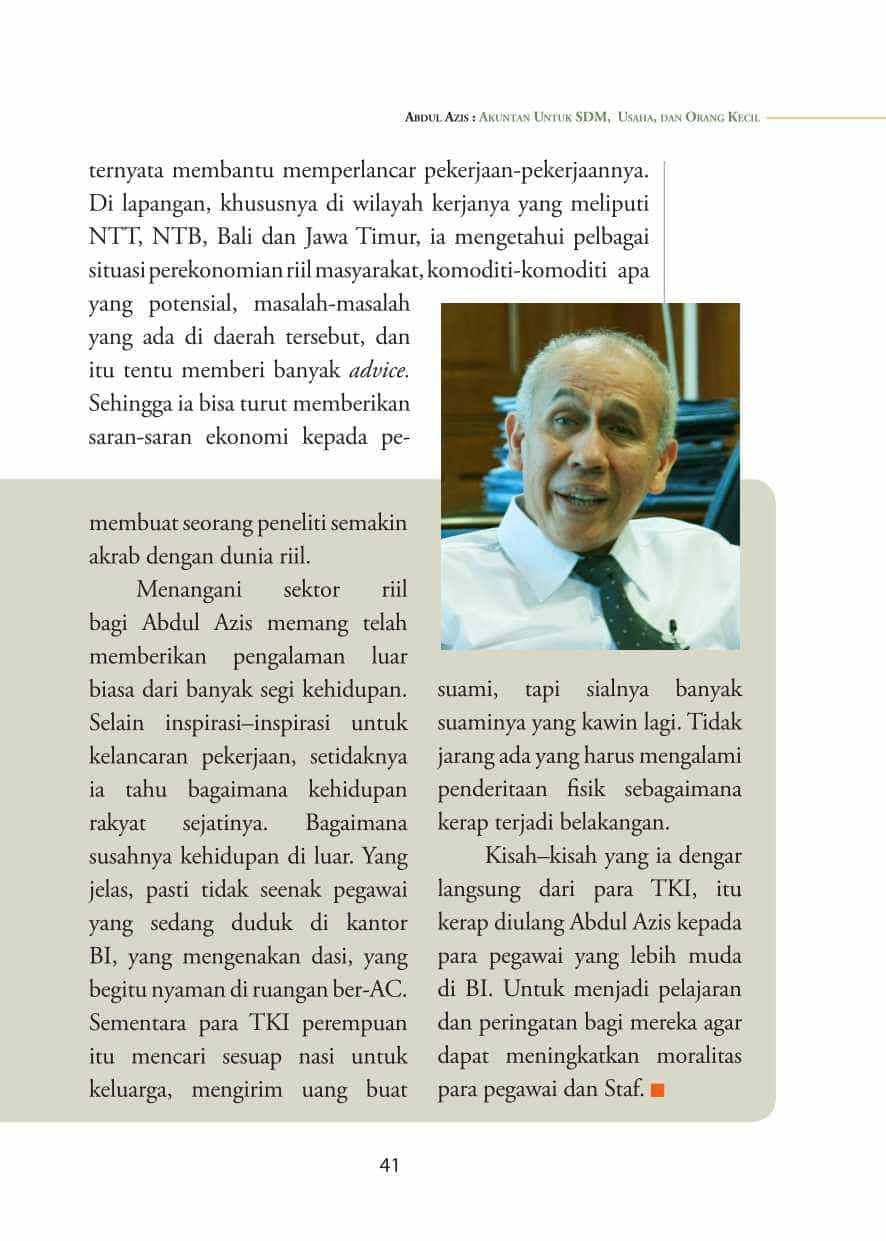 Abdul Azis : Akuntan Untuk SDM, Usaha, dan Orang Kecil
ternyata membantu memperlancar pekerjaan-pekerjaannya.
Di lapangan, khususnya di wilayah kerjanya yang meliputi
NTT, NTB, Bali dan Jawa Timur, ia mengetahui pelbagai
situasi perekonomian riil masyarakat, komoditi-komoditi apa
yang potensial, masalah-masalah
yang ada di daerah tersebut, dan
itu tentu memberi banyak advice.
Sehingga ia bisa turut memberikan
saran-saran ekonomi kepada pe-
membuat seorang peneliti semakin
akrab dengan dunia riil.
Menangani sektor riil
bagi Abdul Azis memang telah
memberikan pengalaman luar
biasa dari banyak segi kehidupan.
Selain inspirasi–inspirasi untuk
kelancaran pekerjaan, setidaknya
ia tahu bagaimana kehidupan
rakyat sejatinya. Bagaimana
susahnya kehidupan di luar. Yang
jelas, pasti tidak seenak pegawai
yang sedang duduk di kantor
BI, yang mengenakan dasi, yang
begitu nyaman di ruangan ber-AC.
Sementara para TKI perempuan
itu mencari sesuap nasi untuk
keluarga, mengirim uang buat
suami, tapi sialnya banyak
suaminya yang kawin lagi. Tidak
jarang ada yang harus mengalami
penderitaan fisik sebagaimana
kerap terjadi belakangan.
Kisah–kisah yang ia dengar
langsung dari para TKI, itu
kerap diulang Abdul Azis kepada
para pegawai yang lebih muda
di BI. Untuk menjadi pelajaran
dan peringatan bagi mereka agar
dapat meningkatkan moralitas
para pegawai dan Staf.
41